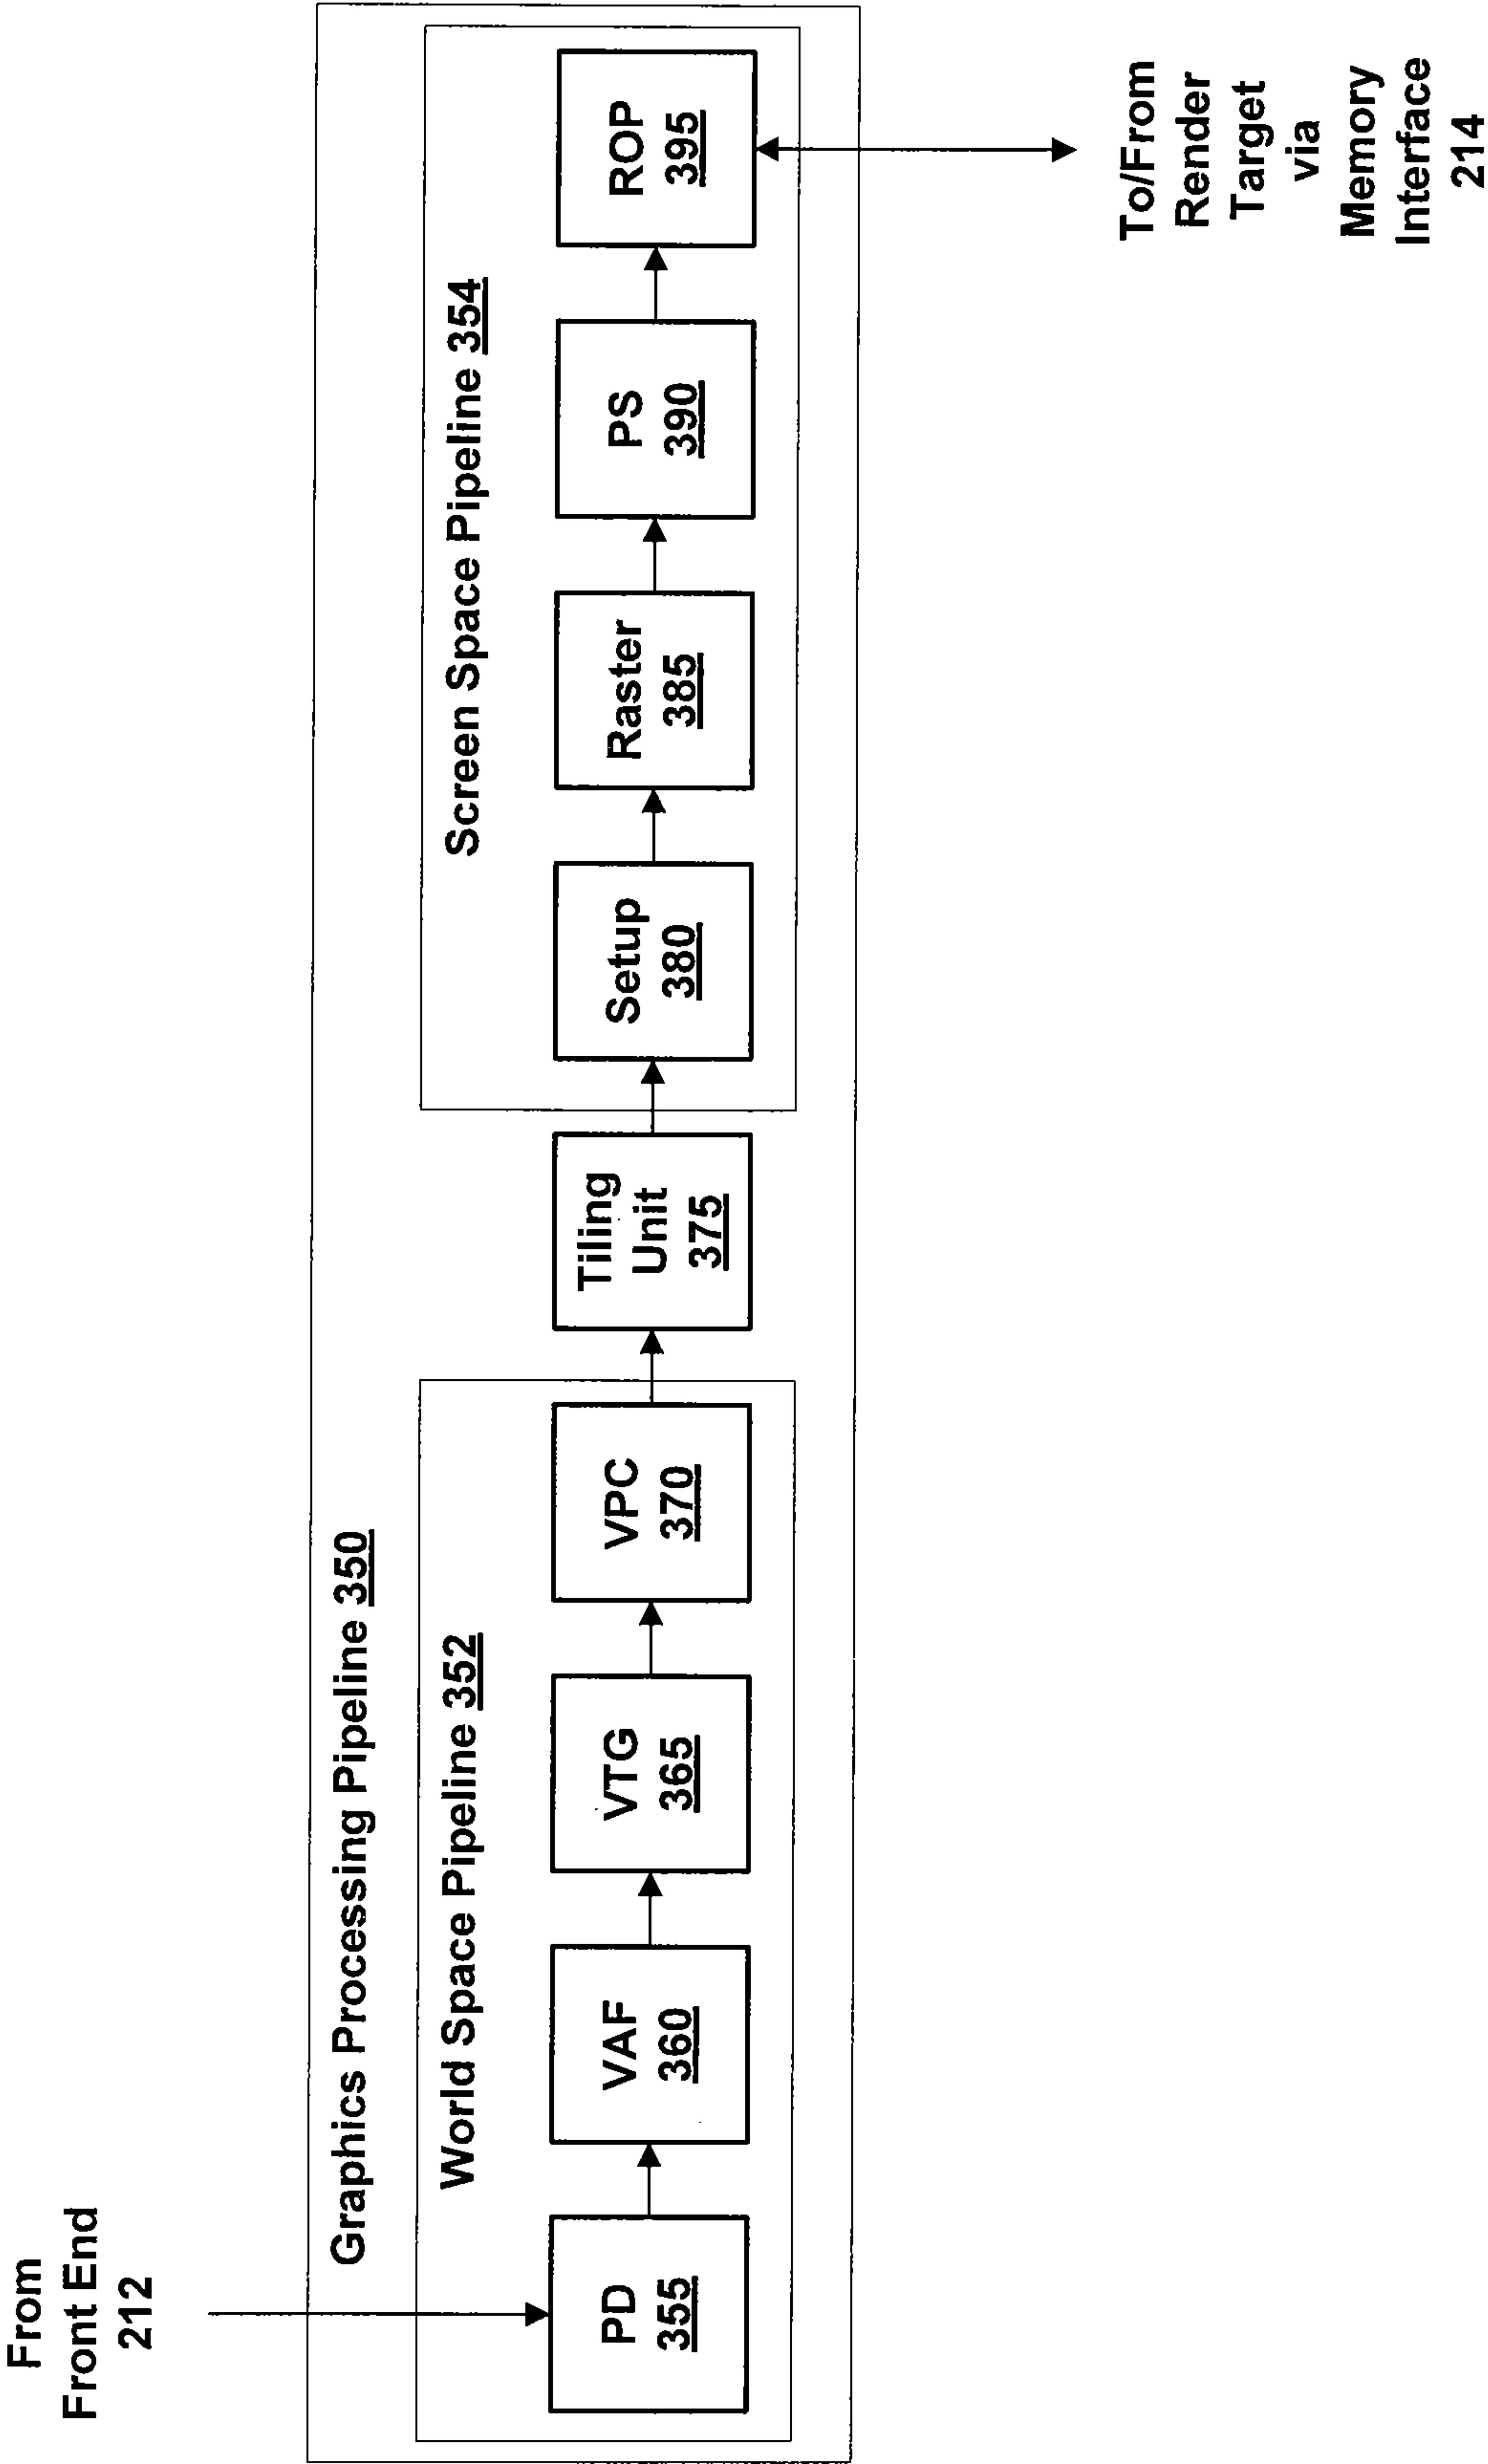 From
Front End
212
Graphics Processing Pipeline 350
World Space Pipeline 352
PD
355
VAF
360
VTG
365
VPC
370
Tiling
Unit
375
Screen Space Pipeline 354
Setup
380
Raster
385
PS
390
ROP
395
To/From
Render
Target
via
Memory
Interface
214